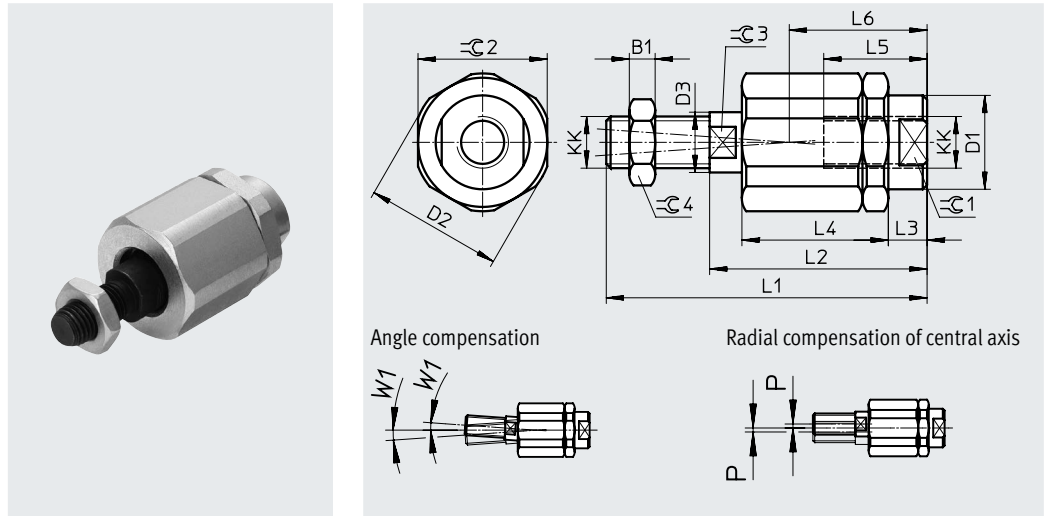 L6
=©2
B1
=©3
L5
D3
KK
KK
D1
D2
=©4
=©1
L4
L3
L2
L1
Angle compensation
Radial compensation of central axis
W1
W1
P
P